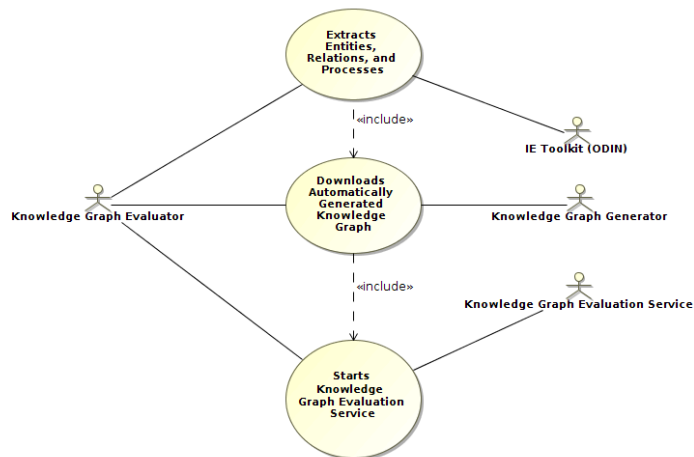 Extracts
Entities,
Relations, and
Processes
«include»
IE Toolkit (ODIN)
Downloads
Automatically
Generated
Knowledge
Graph
Knowledge Graph Evaluator
Knowledge Graph Generator
«include»
Knowledge Graph Evaluation Service
Starts
Knowledge
Graph Evaluation
Service